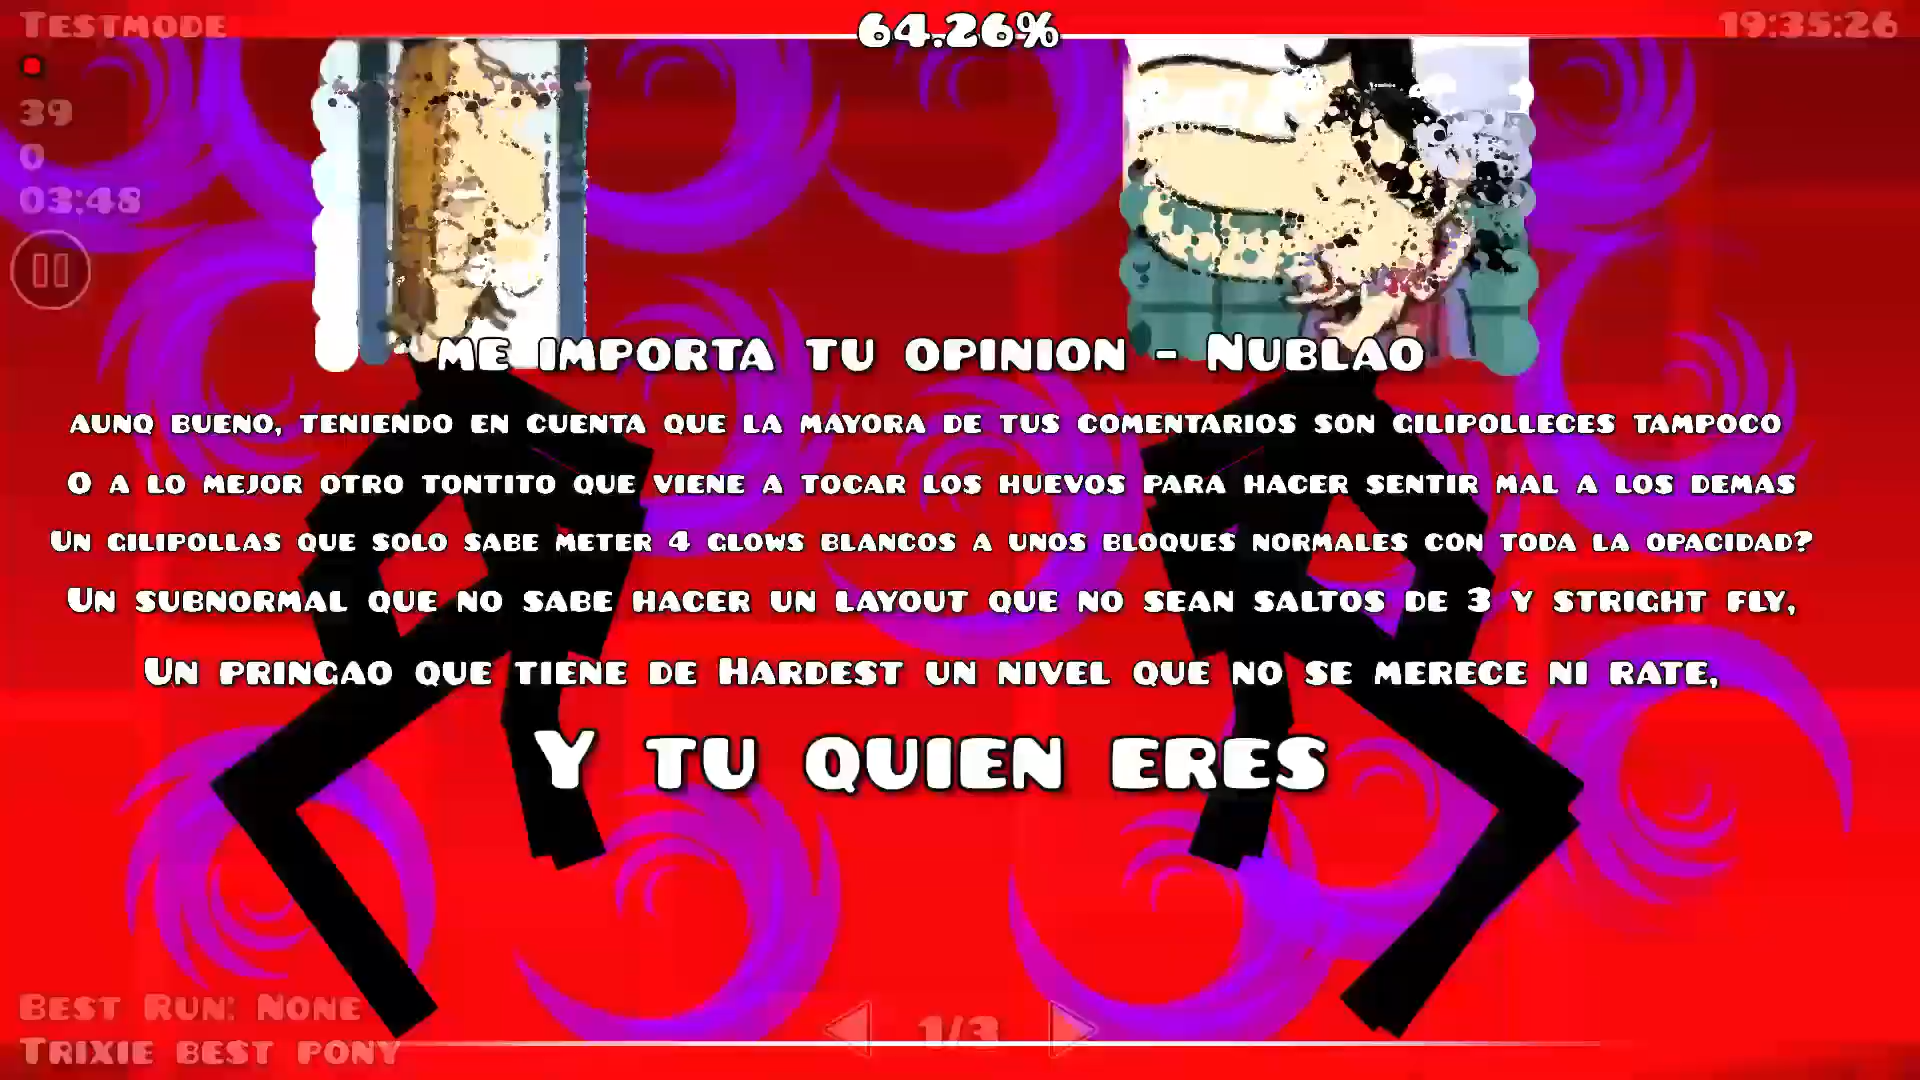 Testmode
64.26%
19:35:26
39
0
03:48
me importa tu opinion - Nublao
aunq bueno, teniendo en cuenta que la mayora de tus comentarios son gilipolleces tampoco
O a lo mejor otro tontito que viene a tocar los huevos para hacer sentir mal a los demas
Un gilipollas que solo sabe meter 4 glows blancos a unos bloques normales con toda la opacidad?
Un subnormal que no sabe hacer un layout que no sean saltos de 3 y stright fly,
Un pringao que tiene de Hardest un nivel que no se merece ni rate,
Y tu quien eres
Best Run: None
1/3
Trixie best pony